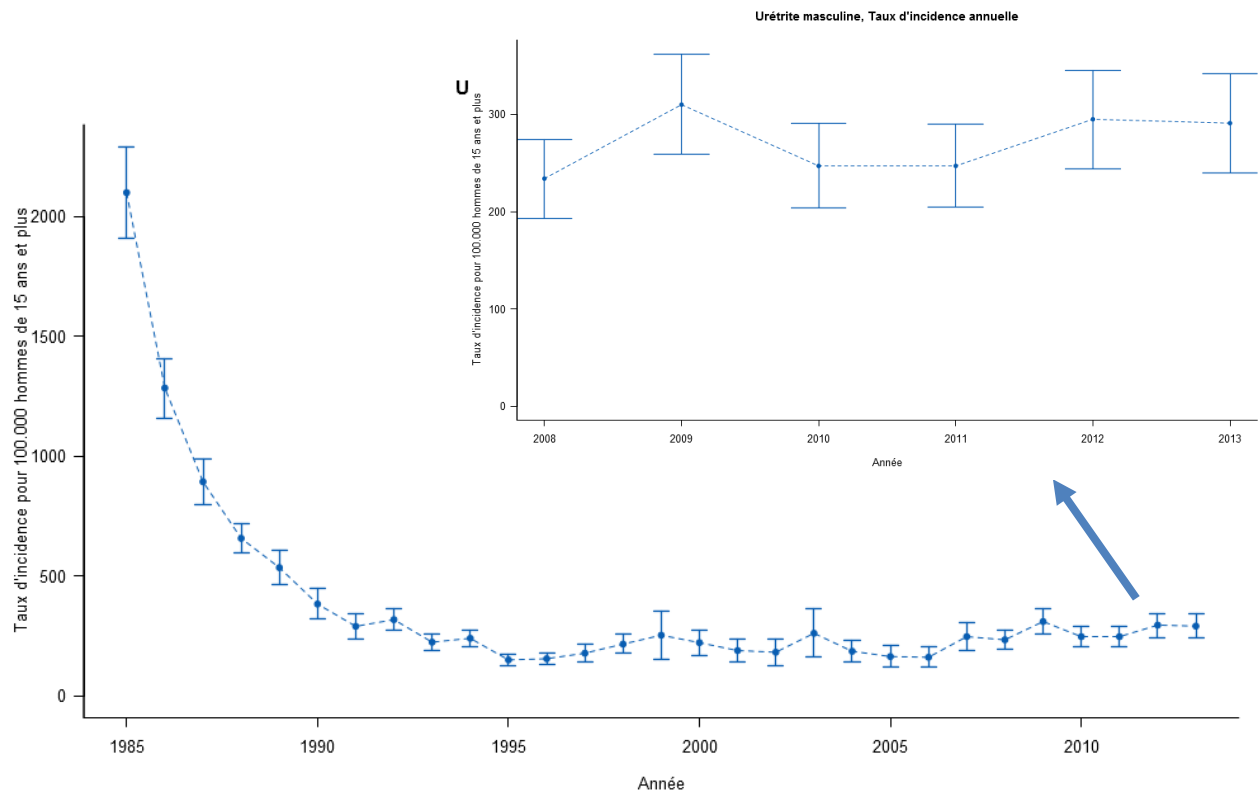 Urétrite masculine, Taux d'incidence annuelle
U
Taux d'incidence pour 100.000 hommes de 15 ans et plus
300
200
100
0
2008 2009 2010 2011 2012 2013
Année
Taux d'incidence pour 100.000 hommes de 15 ans et plus
2000
1500
1000
500
0
1985 1990 1995 2000 2005 2010
Année